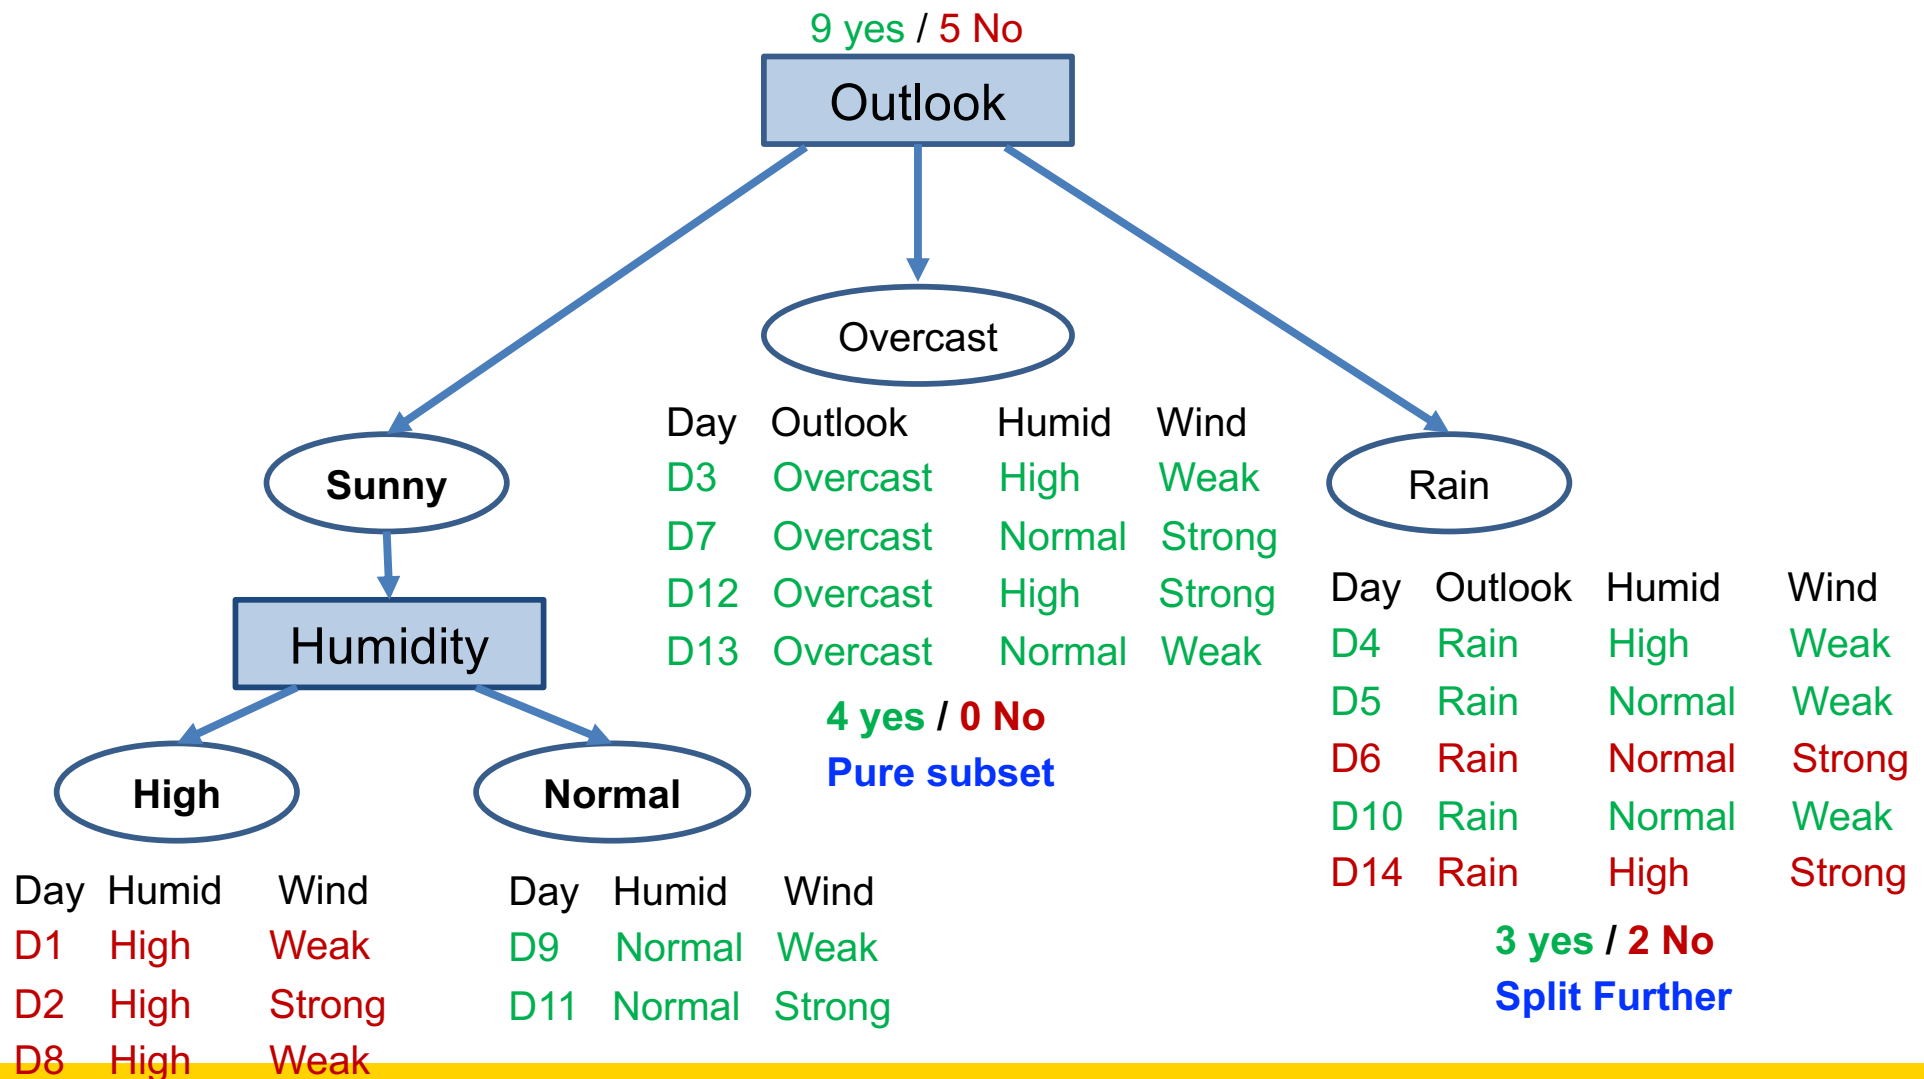 9 yes / 5 No
Outlook
Overcast
Day Outlook Humid Wind
D3 Overcast High Weak
D7 Overcast Normal Strong
D12 Overcast High Strong
D13 Overcast Normal Weak
4 yes / 0 No
Pure subset
Sunny
Humidity
High
Day Humid Wind
D1 High Weak
D2 High Strong
D8 High Weak
Normal
Day Humid Wind
D9 Normal Weak
D11 Normal Strong
Rain
Day Outlook Humid Wind
D4 Rain High Weak
D5 Rain Normal Weak
D6 Rain Normal Strong
D10 Rain Normal Weak
D14 Rain High Strong
3 yes / 2 No
Split Further